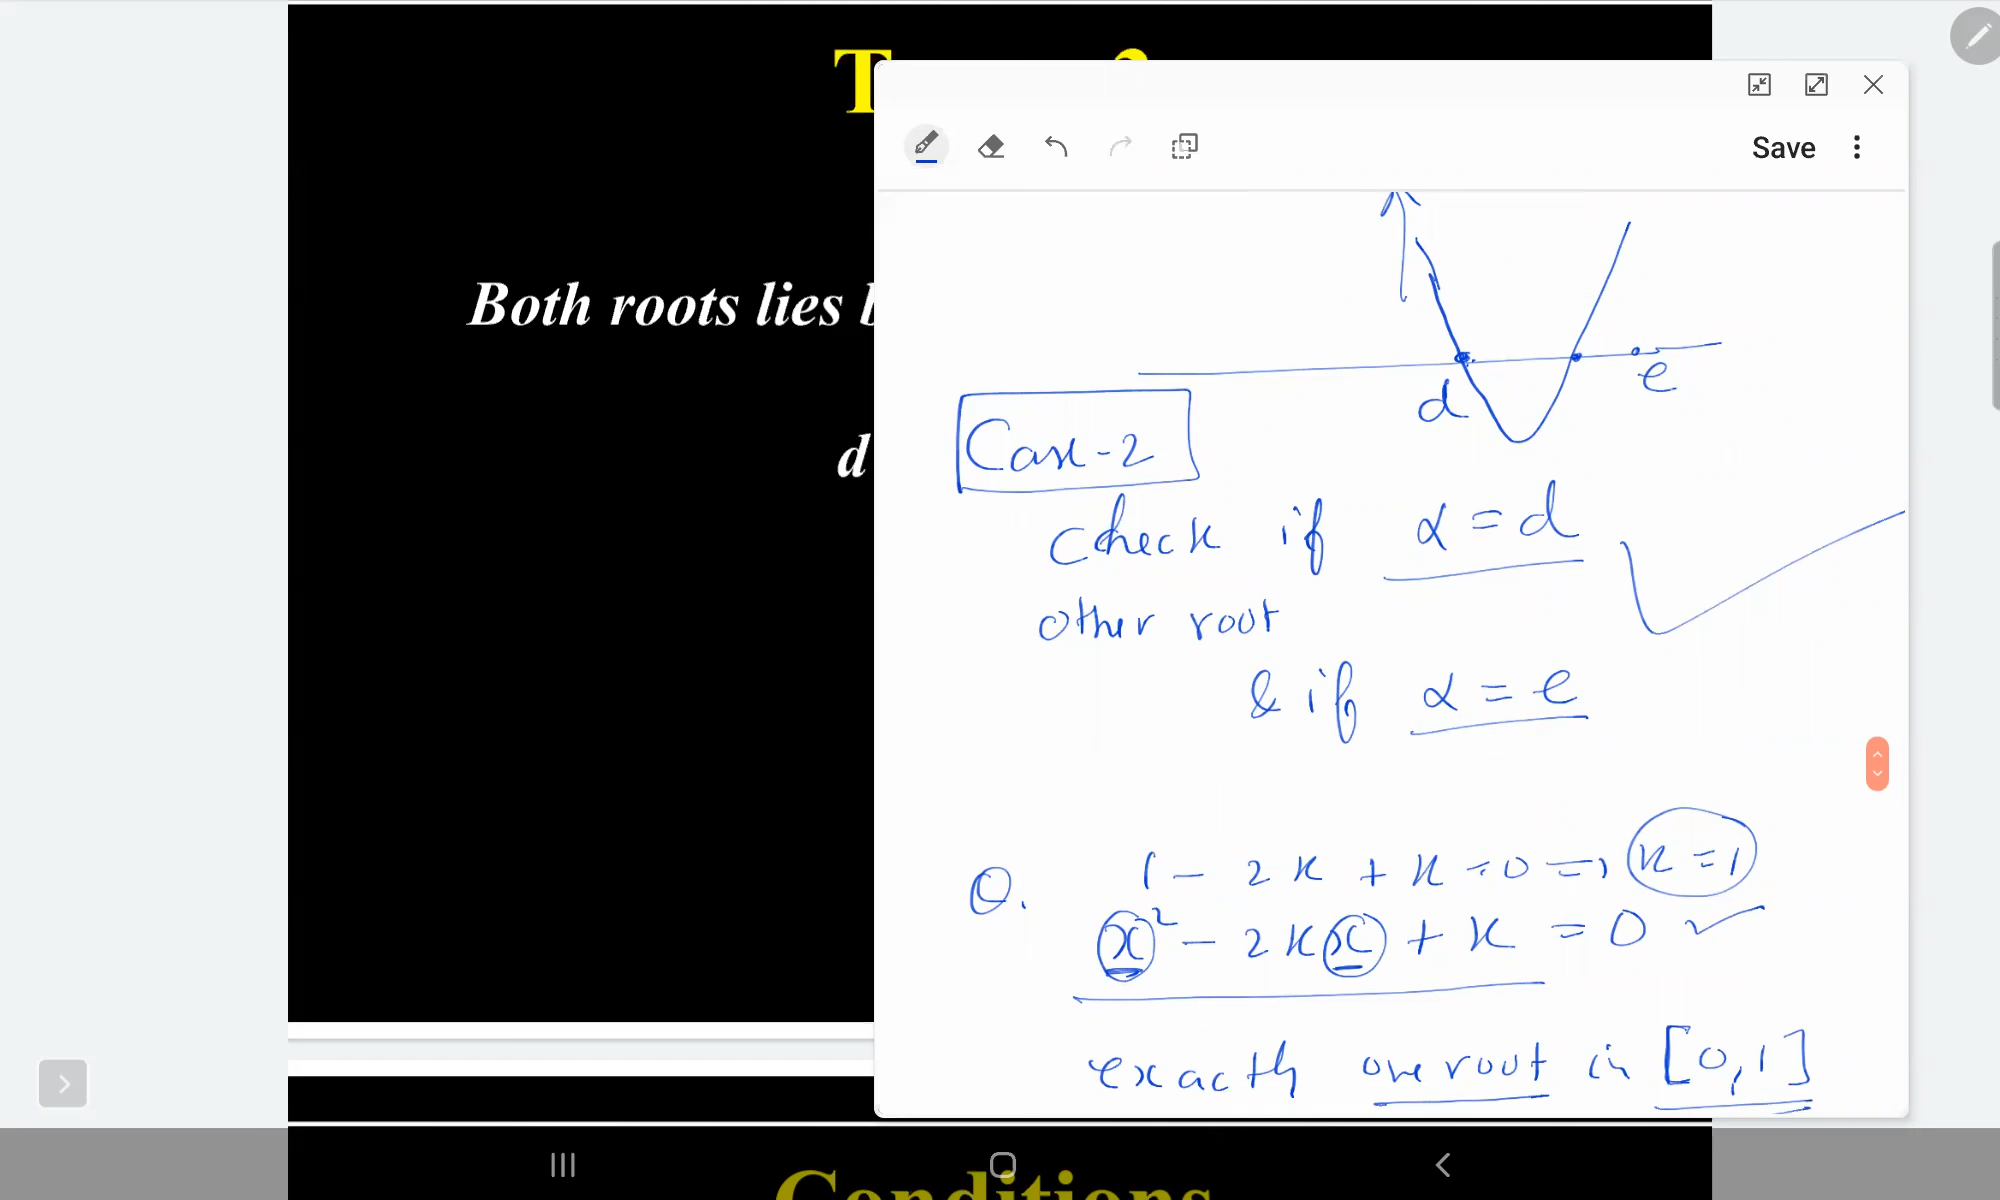 Both roots lies
d
Save
d
e
Case-2
check if α = d
other root
& if α = e
1 - 2k + k = 0 => k = 1
Q. x² - 2kx + k = 0
exactly one root in [0,1]
Conditions